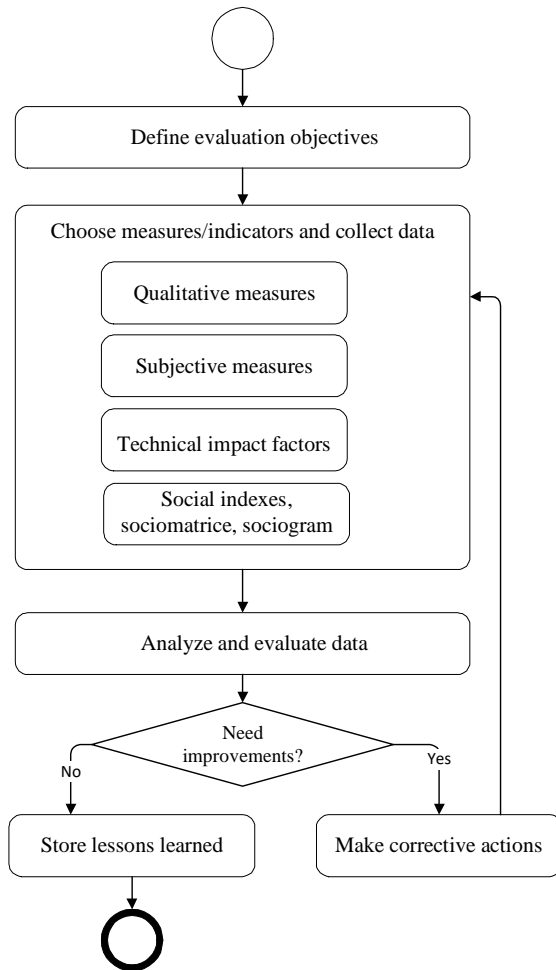 Define evaluation objectives
Choose measures/indicators and collect data
Qualitative measures
Subjective measures
Technical impact factors
Social indexes,
sociomatrice, sociogram
Analyze and evaluate data
Need
improvements?
No
Yes
Store lessons learned
Make corrective actions